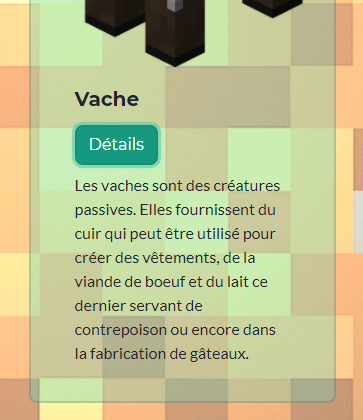 Vache
Détails
Les vaches sont des créatures
passives. Elles fournissent du
cuir qui peut être utilisé pour
créer des vêtements, de la
viande de boeuf et du lait ce
dernier servant de
contrepoison ou encore dans
la fabrication de gâteaux.